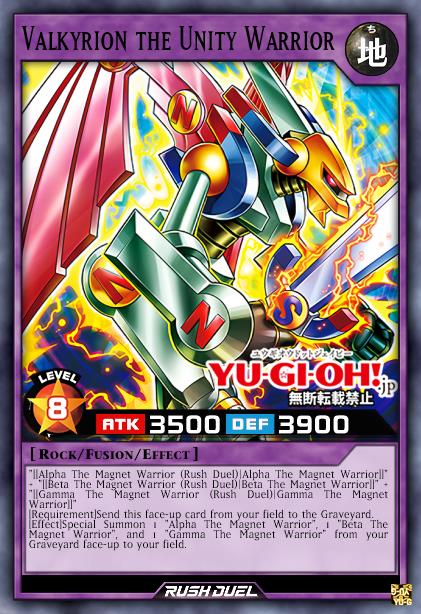 VALKYRION THE UNITY WARRIOR
ち
地
N
N
N
S
ユウギオウドットジェイピー
YU-GI-OH!.jp
無断転載禁止
LEVEL
8
ATK 3500 DEF 3900
[ROCK/FUSION/EFFECT]
"||Alpha The Magnet Warrior (Rush Duel)|Alpha The Magnet Warrior||"
+ "||Beta The Magnet Warrior (Rush Duel)|Beta The Magnet Warrior||" +
"||Gamma The Magnet Warrior (Rush Duel)|Gamma The Magnet
Warrior||"
|Requirement|Send this face-up card from your field to the Graveyard.
|Effect|Special Summon 1 "Alpha The Magnet Warrior", 1 "Beta The
Magnet Warrior", and 1 "Gamma The Magnet Warrior" from your
Graveyard face-up to your field.
RUSH DUEL